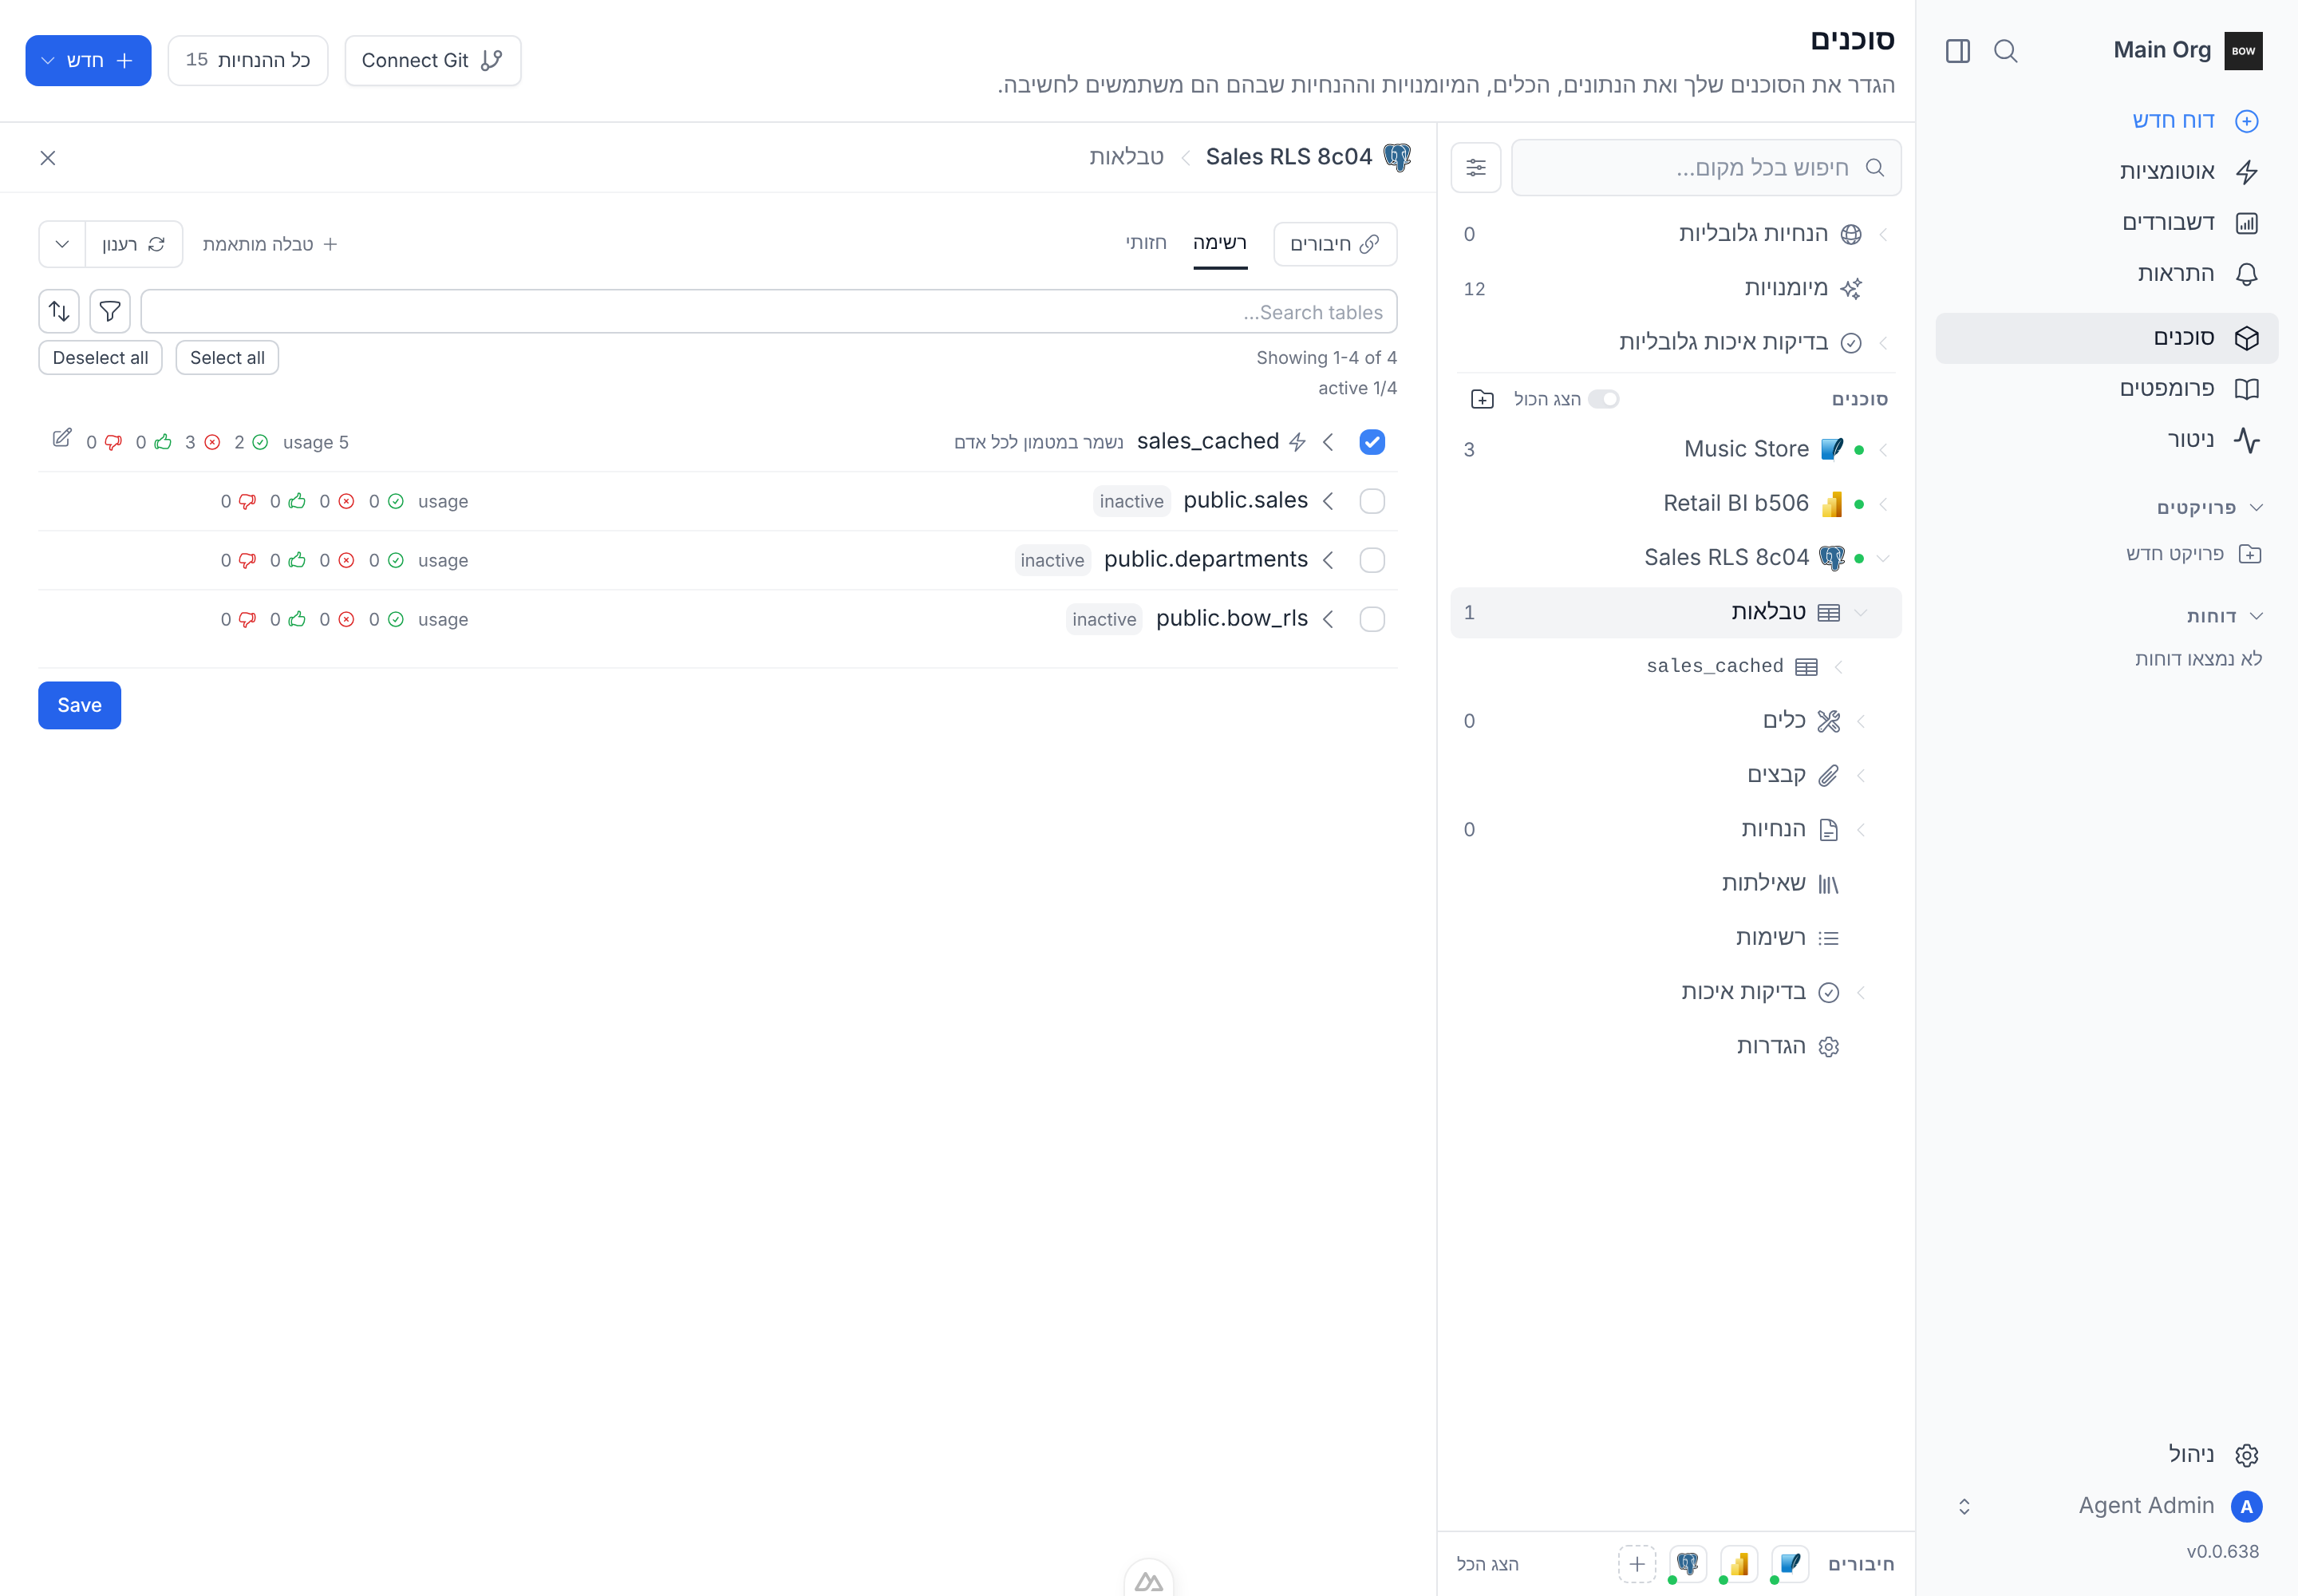 BOW
Main Org
דוח חדש
אוטומציות
דשבורדים
התראות
סוכנים
פרומפטים
ניטור
פרויקטים
פרויקט חדש
דוחות
לא נמצאו דוחות
ניהול
A Agent Admin
v0.0.638
סוכנים
הגדר את הסוכנים שלך ואת הנתונים, הכלים, המיומנויות וההנחיות שבהם הם משתמשים לחשיבה.
Connect Git
כל ההנחיות 15
חדש
חיפוש בכל מקום...
הנחיות גלובליות 0
מיומנויות 12
בדיקות איכות גלובליות
סוכנים הצג הכול
Music Store 3
Retail BI b506
Sales RLS 8c04
טבלאות 1
sales_cached
כלים 0
קבצים
הנחיות 0
שאילתות
רשימות
בדיקות איכות
הגדרות
חיבורים הצג הכל
Sales RLS 8c04 טבלאות
חיבורים רשימה חזותי
טבלה מותאמת רענון
Search tables...
Showing 1-4 of 4
Select all Deselect all
active 1/4
sales_cached נשמר במטמון לכל אדם usage 5 2 3 0 0
public.sales inactive usage 0 0 0 0
public.departments inactive usage 0 0 0 0
public.bow_rls inactive usage 0 0 0 0
Save